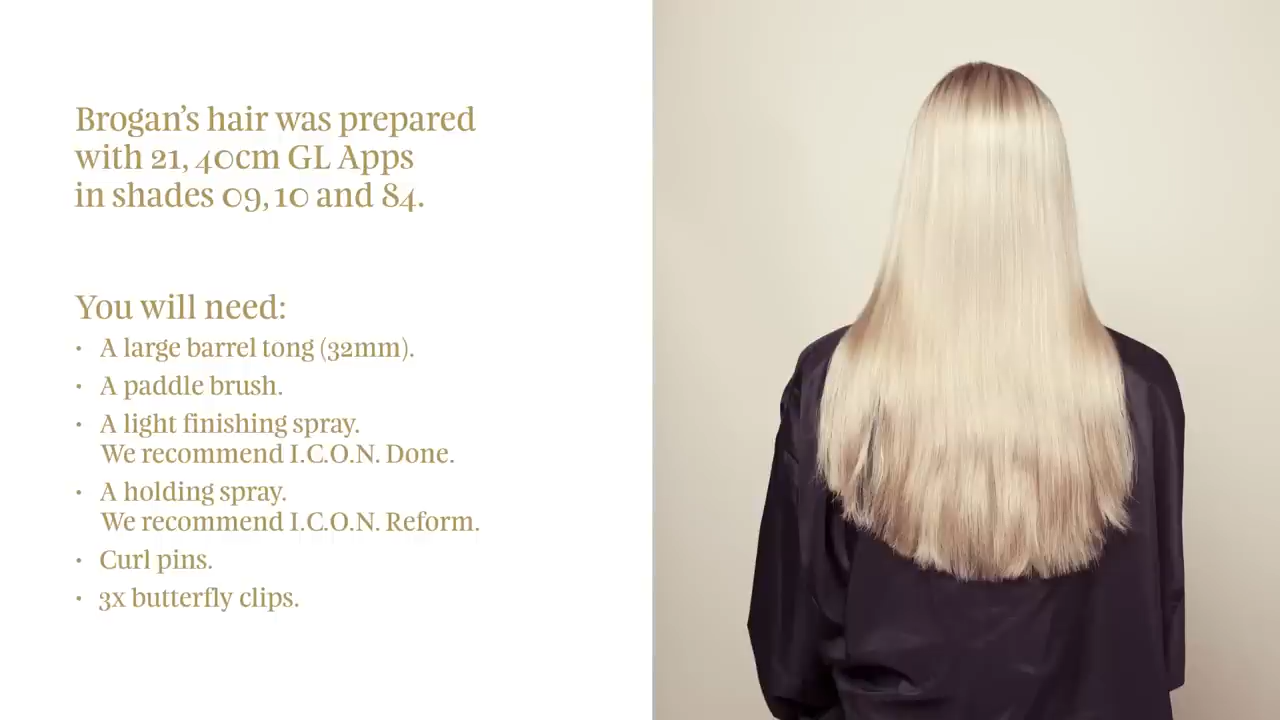 Brogan’s hair was prepared
with 21, 40cm GL Apps
in shades 09, 10 and 84.
You will need:
• A large barrel tong (32mm).
• A paddle brush.
• A light finishing spray.
We recommend I.C.O.N. Done.
• A holding spray.
We recommend I.C.O.N. Reform.
• Curl pins.
• 3x butterfly clips.